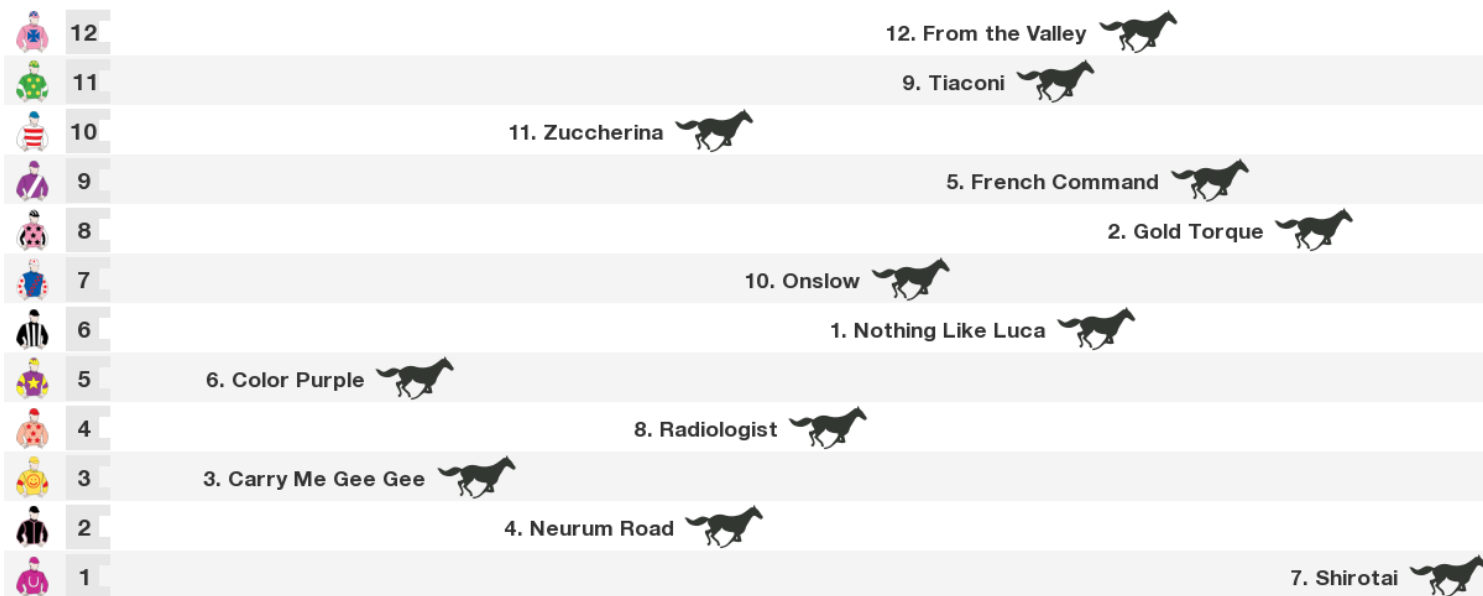 12 12. From the Valley
11 9. Tiaconi
10 11. Zuccherina
9 5. French Command
8 2. Gold Torque
7 10. Onslow
6 1. Nothing Like Luca
5 6. Color Purple
4 8. Radiologist
3 3. Carry Me Gee Gee
2 4. Neurum Road
1 7. Shirotai